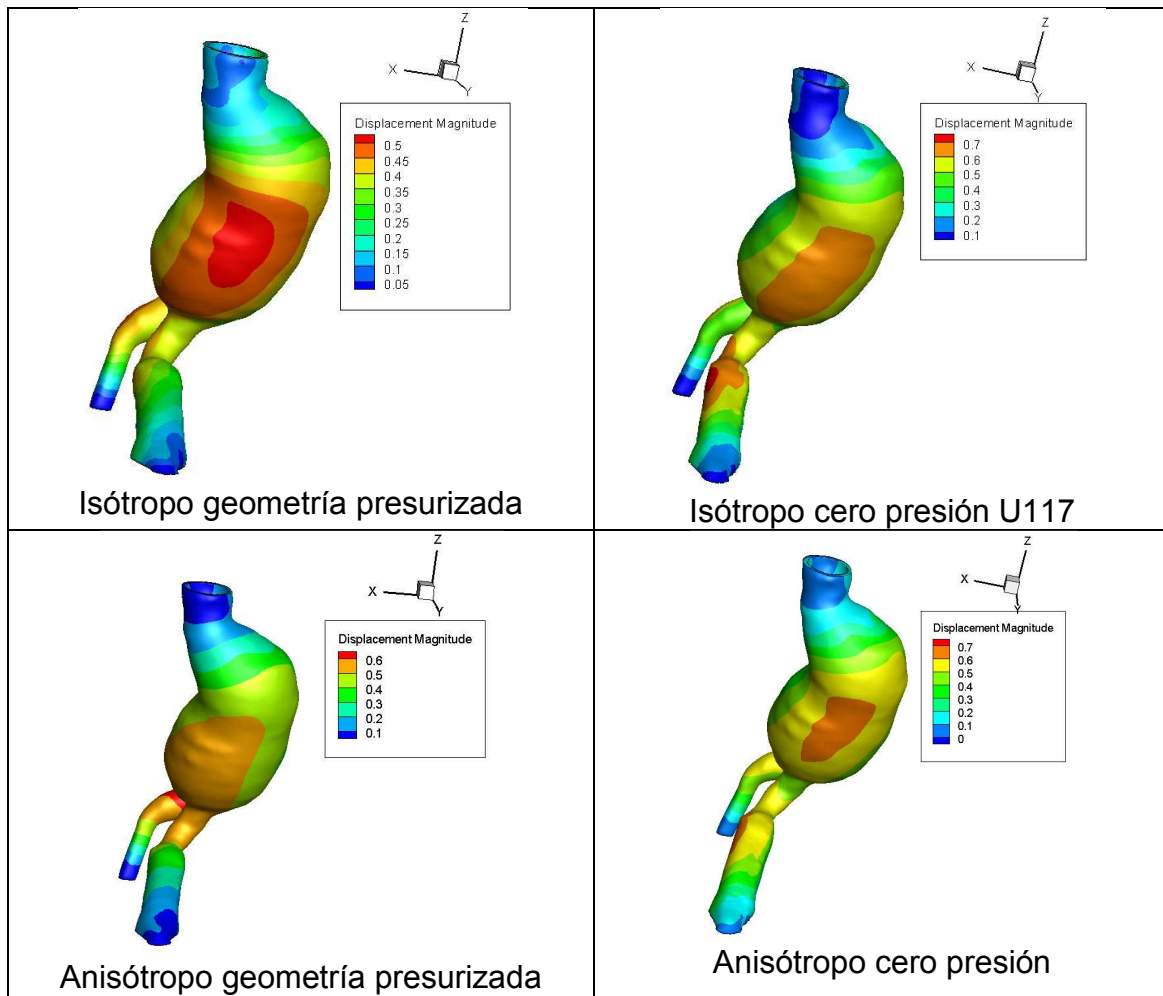 Z
X
Y
Displacement Magnitude
0.5
0.45
0.4
0.35
0.3
0.25
0.2
0.15
0.1
0.05
Isótropo geometría presurizada
Z
X
Y
Displacement Magnitude
0.7
0.6
0.5
0.4
0.3
0.2
0.1
Isótropo cero presión U117
Z
X
Y
Displacement Magnitude
0.6
0.5
0.4
0.3
0.2
0.1
Anisótropo geometría presurizada
Z
X
Y
Displacement Magnitude
0.7
0.6
0.5
0.4
0.3
0.2
0.1
0
Anisótropo cero presión